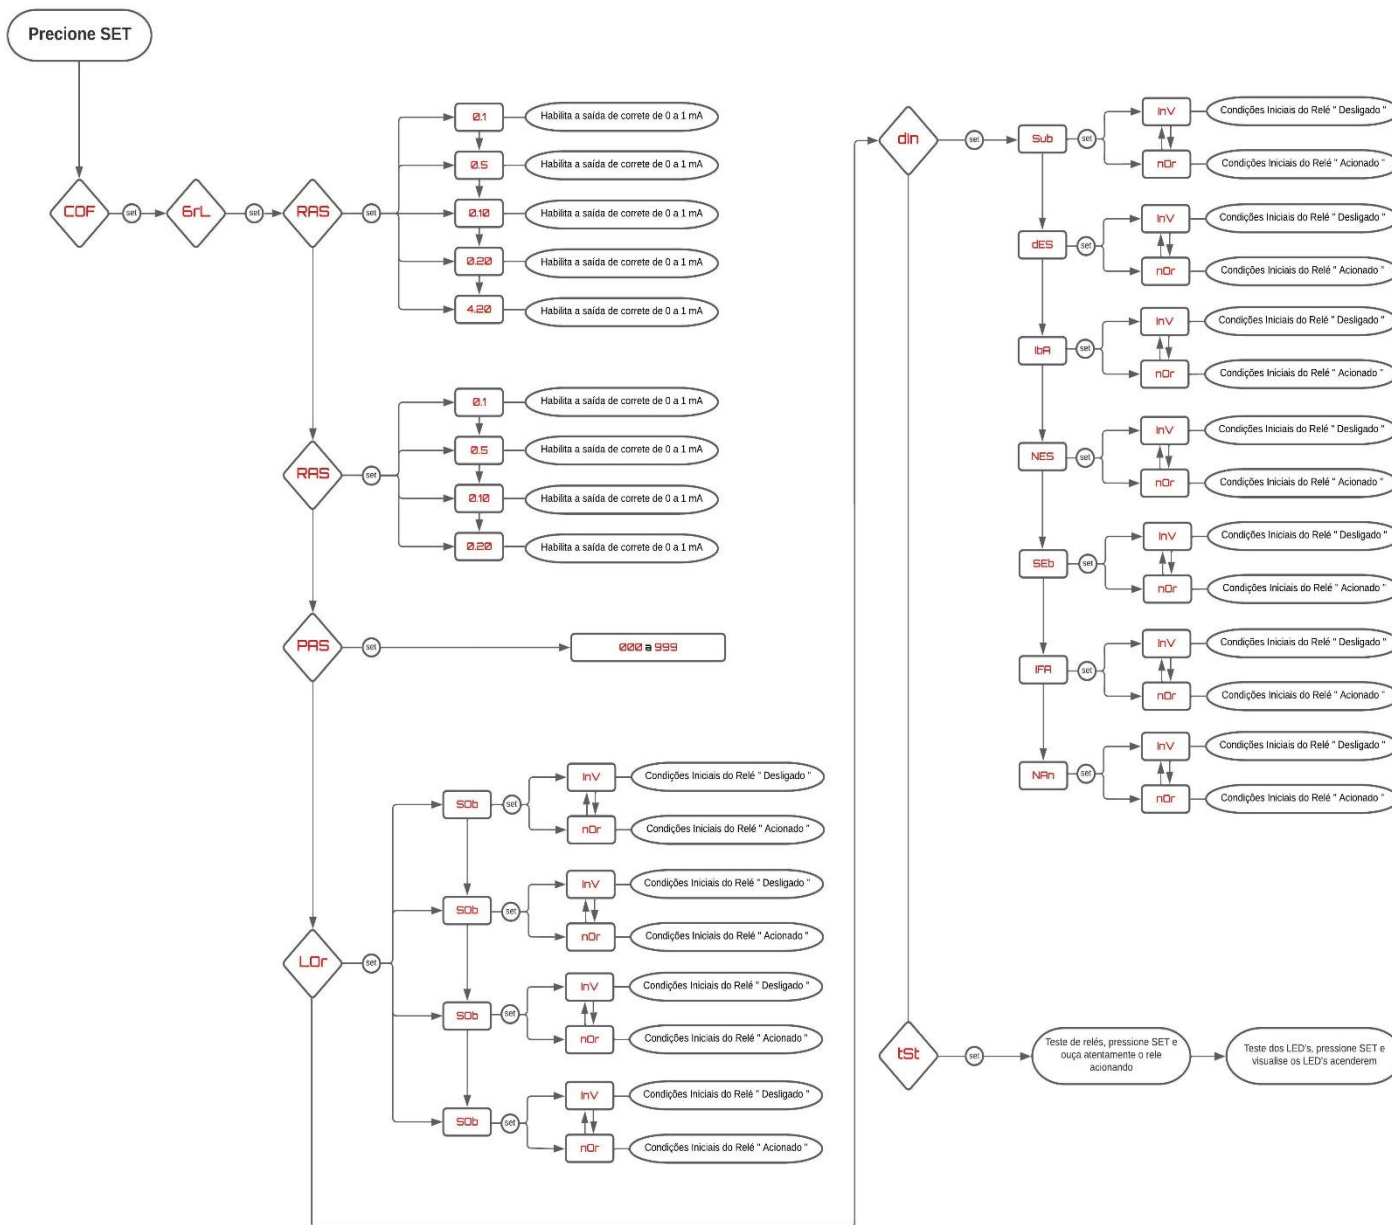 Precione SET
COF
set
GrL
set
RAS
set
0.1
Habilita a saída de correte de 0 a 1 mA
0.5
Habilita a saída de correte de 0 a 1 mA
0.10
Habilita a saída de correte de 0 a 1 mA
0.20
Habilita a saída de correte de 0 a 1 mA
4.20
Habilita a saída de correte de 0 a 1 mA
RAS
set
0.1
Habilita a saída de correte de 0 a 1 mA
0.5
Habilita a saída de correte de 0 a 1 mA
0.10
Habilita a saída de correte de 0 a 1 mA
0.20
Habilita a saída de correte de 0 a 1 mA
PAS
set
000 a 999
LOr
set
SOb
set
InV
Condições Iniciais do Relé " Desligado "
nOr
Condições Iniciais do Relé " Acionado "
SOb
set
InV
Condições Iniciais do Relé " Desligado "
nOr
Condições Iniciais do Relé " Acionado "
SOb
set
InV
Condições Iniciais do Relé " Desligado "
nOr
Condições Iniciais do Relé " Acionado "
SOb
set
InV
Condições Iniciais do Relé " Desligado "
nOr
Condições Iniciais do Relé " Acionado "
dIn
set
Sub
set
InV
Condições Iniciais do Relé " Desligado "
nOr
Condições Iniciais do Relé " Acionado "
dES
set
InV
Condições Iniciais do Relé " Desligado "
nOr
Condições Iniciais do Relé " Acionado "
IbA
set
InV
Condições Iniciais do Relé " Desligado "
nOr
Condições Iniciais do Relé " Acionado "
NES
set
InV
Condições Iniciais do Relé " Desligado "
nOr
Condições Iniciais do Relé " Acionado "
SEb
set
InV
Condições Iniciais do Relé " Desligado "
nOr
Condições Iniciais do Relé " Acionado "
IFA
set
InV
Condições Iniciais do Relé " Desligado "
nOr
Condições Iniciais do Relé " Acionado "
NAn
set
InV
Condições Iniciais do Relé " Desligado "
nOr
Condições Iniciais do Relé " Acionado "
tSt
set
Teste de relés, pressione SET e
ouça atentamente o rele
acionando
Teste dos LED's, pressione SET e
visualise os LED's acenderem